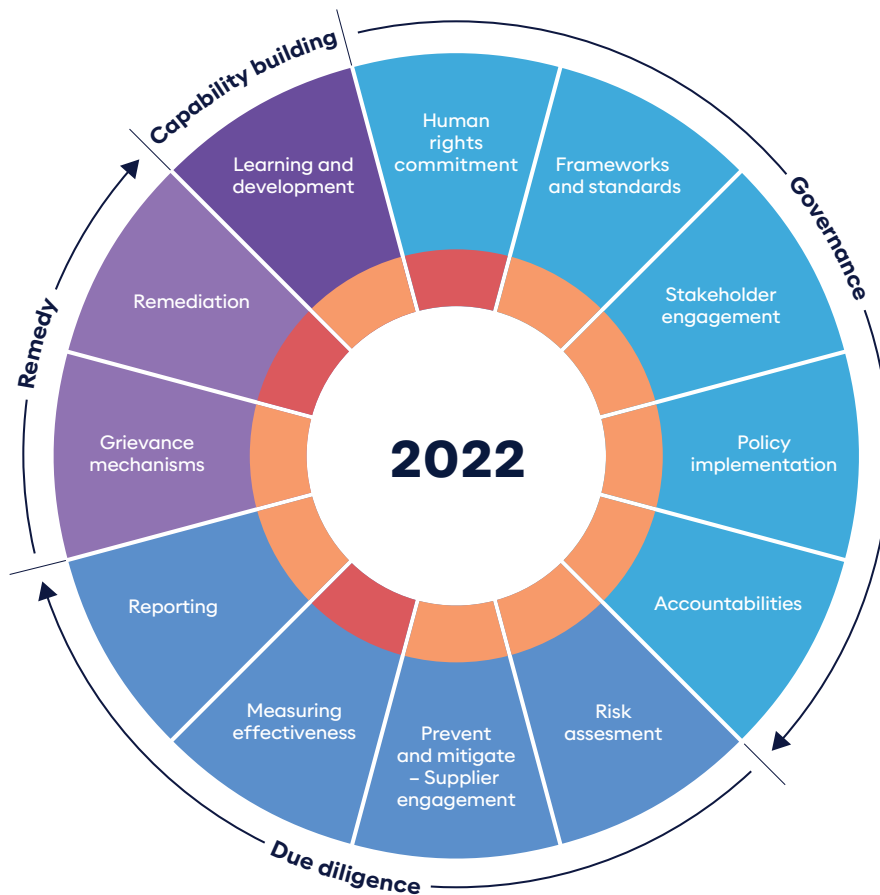 Capability building
Governance
Due diligence
Remedy
Human
rights
commitment
Frameworks
and standards
Stakeholder
engagement
Policy
implementation
Accountabilities
Risk
assesment
Prevent
and mitigate
– Supplier
engagement
Measuring
effectiveness
Reporting
Grievance
mechanisms
Remediation
Learning and
development
2022